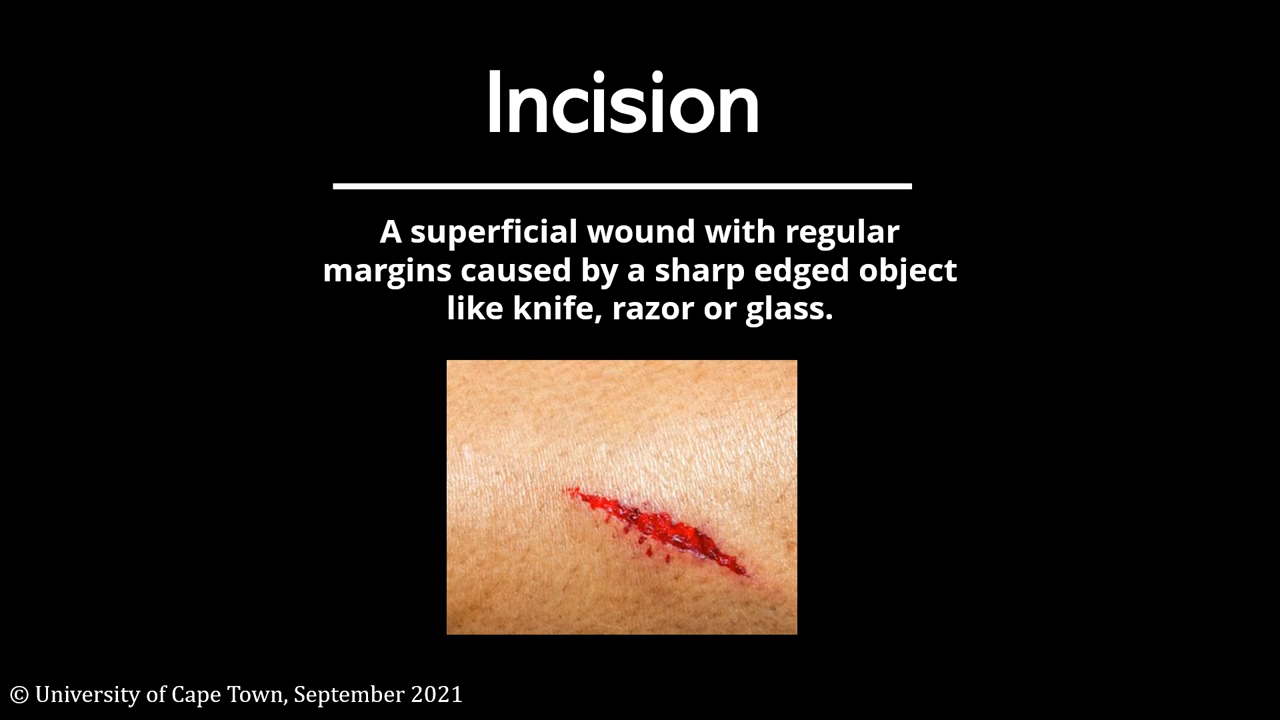 Incision
A superficial wound with regular
margins caused by a sharp edged object
like knife, razor or glass.
© University of Cape Town, September 2021